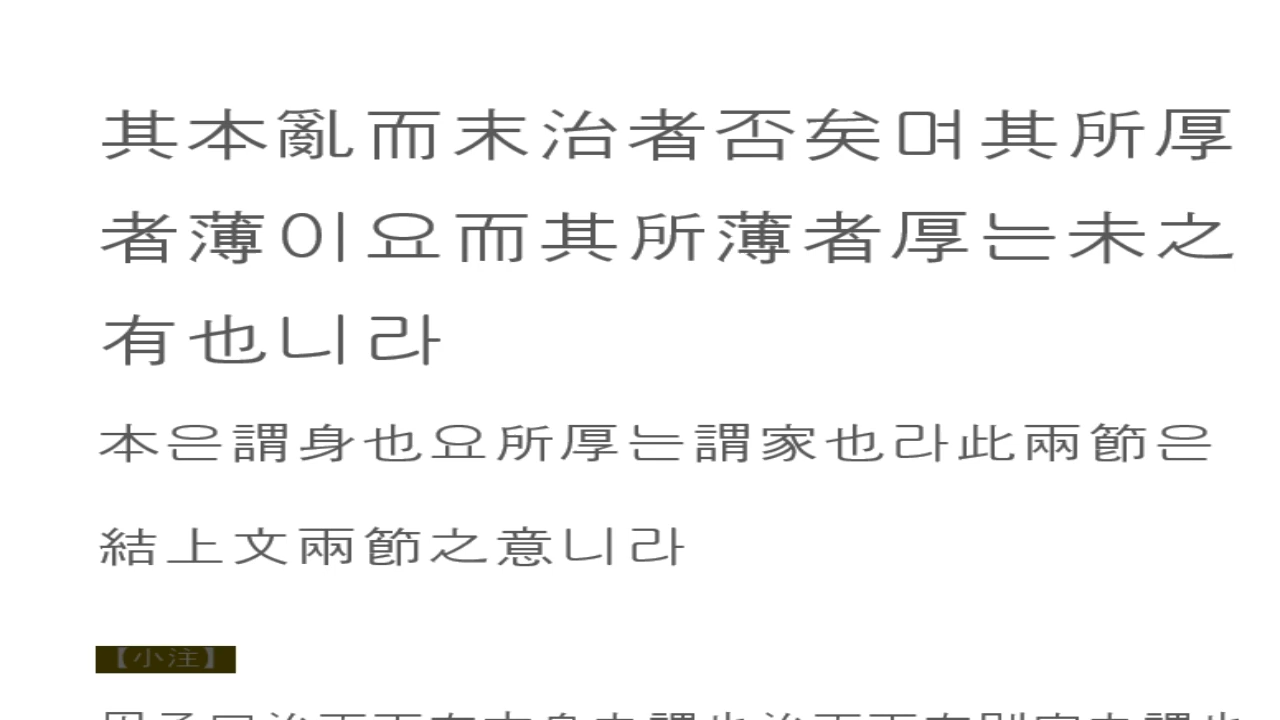 其本亂而末治者否矣며其所厚
者薄이요而其所薄者厚는未之
有也니라
本은謂身也요所厚는謂家也라此兩節은
結上文兩節之意니라
【小注】